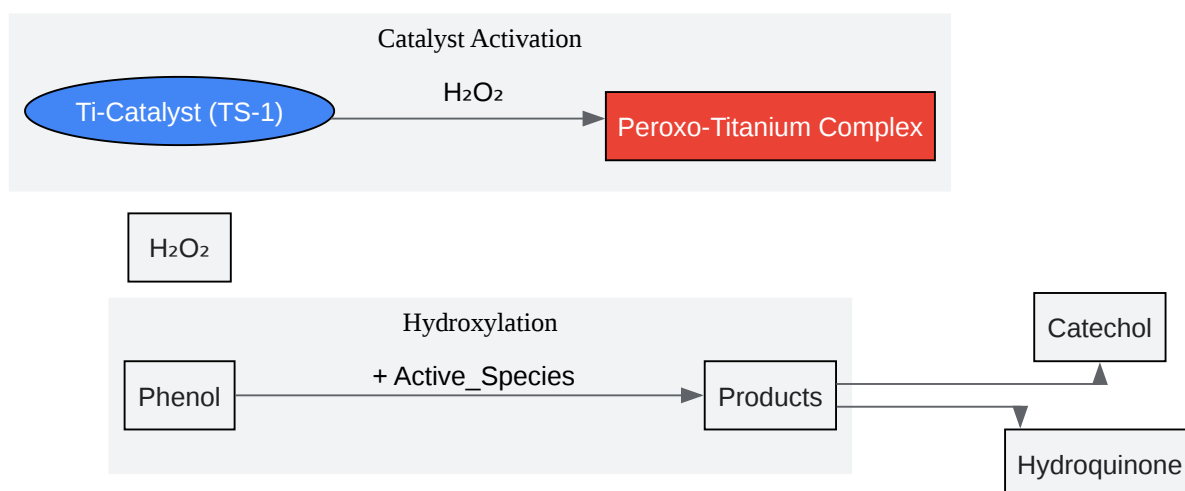 Catalyst Activation
H₂O₂
Ti-Catalyst (TS-1)
Peroxo-Titanium Complex
H₂O₂
Hydroxylation
Catechol
+ Active_Species
Phenol
Products
Hydroquinone